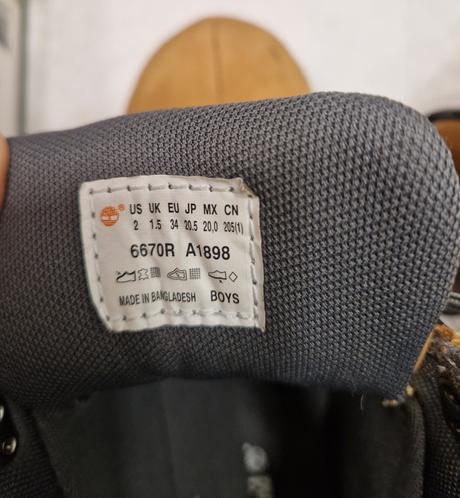 ® US UK EU JP MX CN
2 1.5 34 20.5 20.0 205(1)
6670R A1898
MADE IN BANGLADESH BOYS